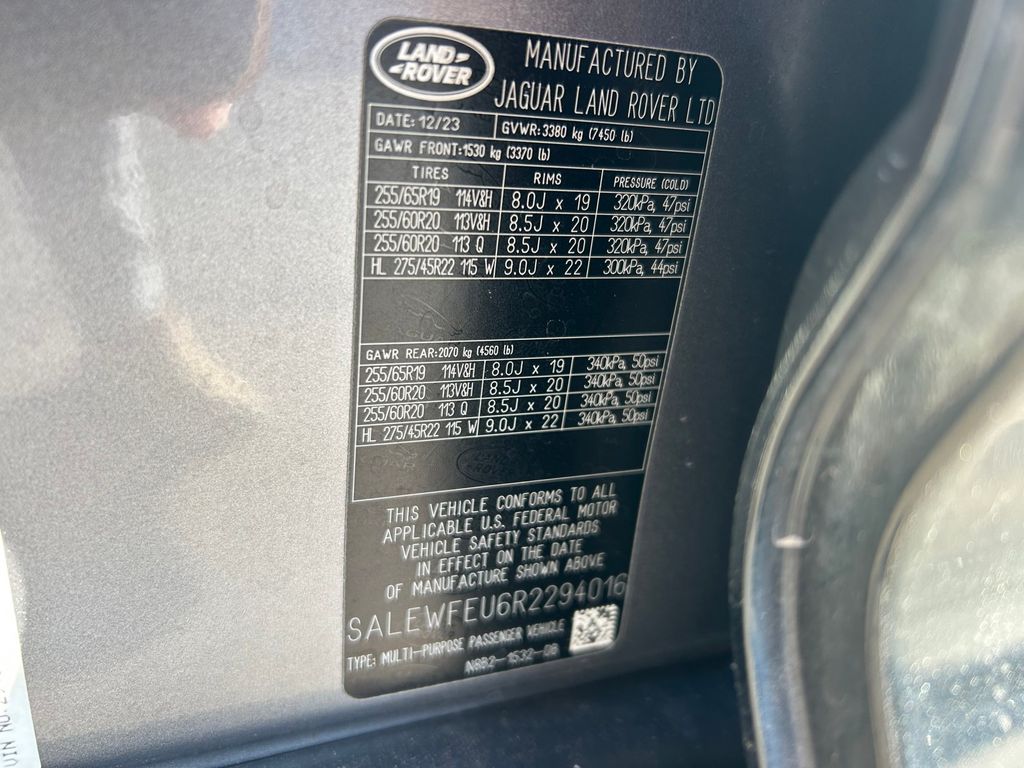 LAND ROVER
MANUFACTURED BY
JAGUAR LAND ROVER LTD
DATE: 12/23 GVWR:3380 kg (7450 lb)
GAWR FRONT:1530 kg (3370 lb)
TIRES RIMS PRESSURE (COLD)
255/65R19 114V&H 8.0J x 19 320kPa, 47psi
255/60R20 113V&H 8.5J x 20 320kPa, 47psi
255/60R20 113 Q 8.5J x 20 320kPa, 47psi
HL 275/45R22 115 W 9.0J x 22 300kPa, 44psi
GAWR REAR:2070 kg (4560 lb)
255/65R19 114V&H 8.0J x 19 340kPa, 50psi
255/60R20 113V&H 8.5J x 20 340kPa, 50psi
255/60R20 113 Q 8.5J x 20 340kPa, 50psi
HL 275/45R22 115 W 9.0J x 22 340kPa, 50psi
LAND ROVER
THIS VEHICLE CONFORMS TO ALL
APPLICABLE U.S. FEDERAL MOTOR
VEHICLE SAFETY STANDARDS
IN EFFECT ON THE DATE
OF MANUFACTURE SHOWN ABOVE
SALEWFEU6R2294016
TYPE: MULTI-PURPOSE PASSENGER VEHICLE
VIN NO.